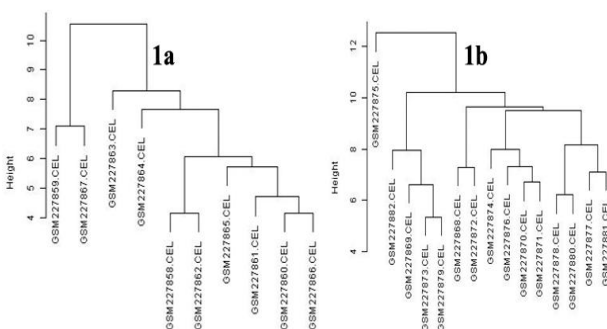 1a
Height
10
9
8
7
6
5
4
GSM227859.CEL
GSM227867.CEL
GSM227863.CEL
GSM227864.CEL
GSM227858.CEL
GSM227862.CEL
GSM227865.CEL
GSM227861.CEL
GSM227860.CEL
GSM227866.CEL
1b
Height
12
10
8
6
4
GSM227875.CEL
GSM227882.CEL
GSM227869.CEL
GSM227873.CEL
GSM227879.CEL
GSM227868.CEL
GSM227872.CEL
GSM227874.CEL
GSM227876.CEL
GSM227870.CEL
GSM227871.CEL
GSM227878.CEL
GSM227880.CEL
GSM227877.CEL
GSM227881.CEL